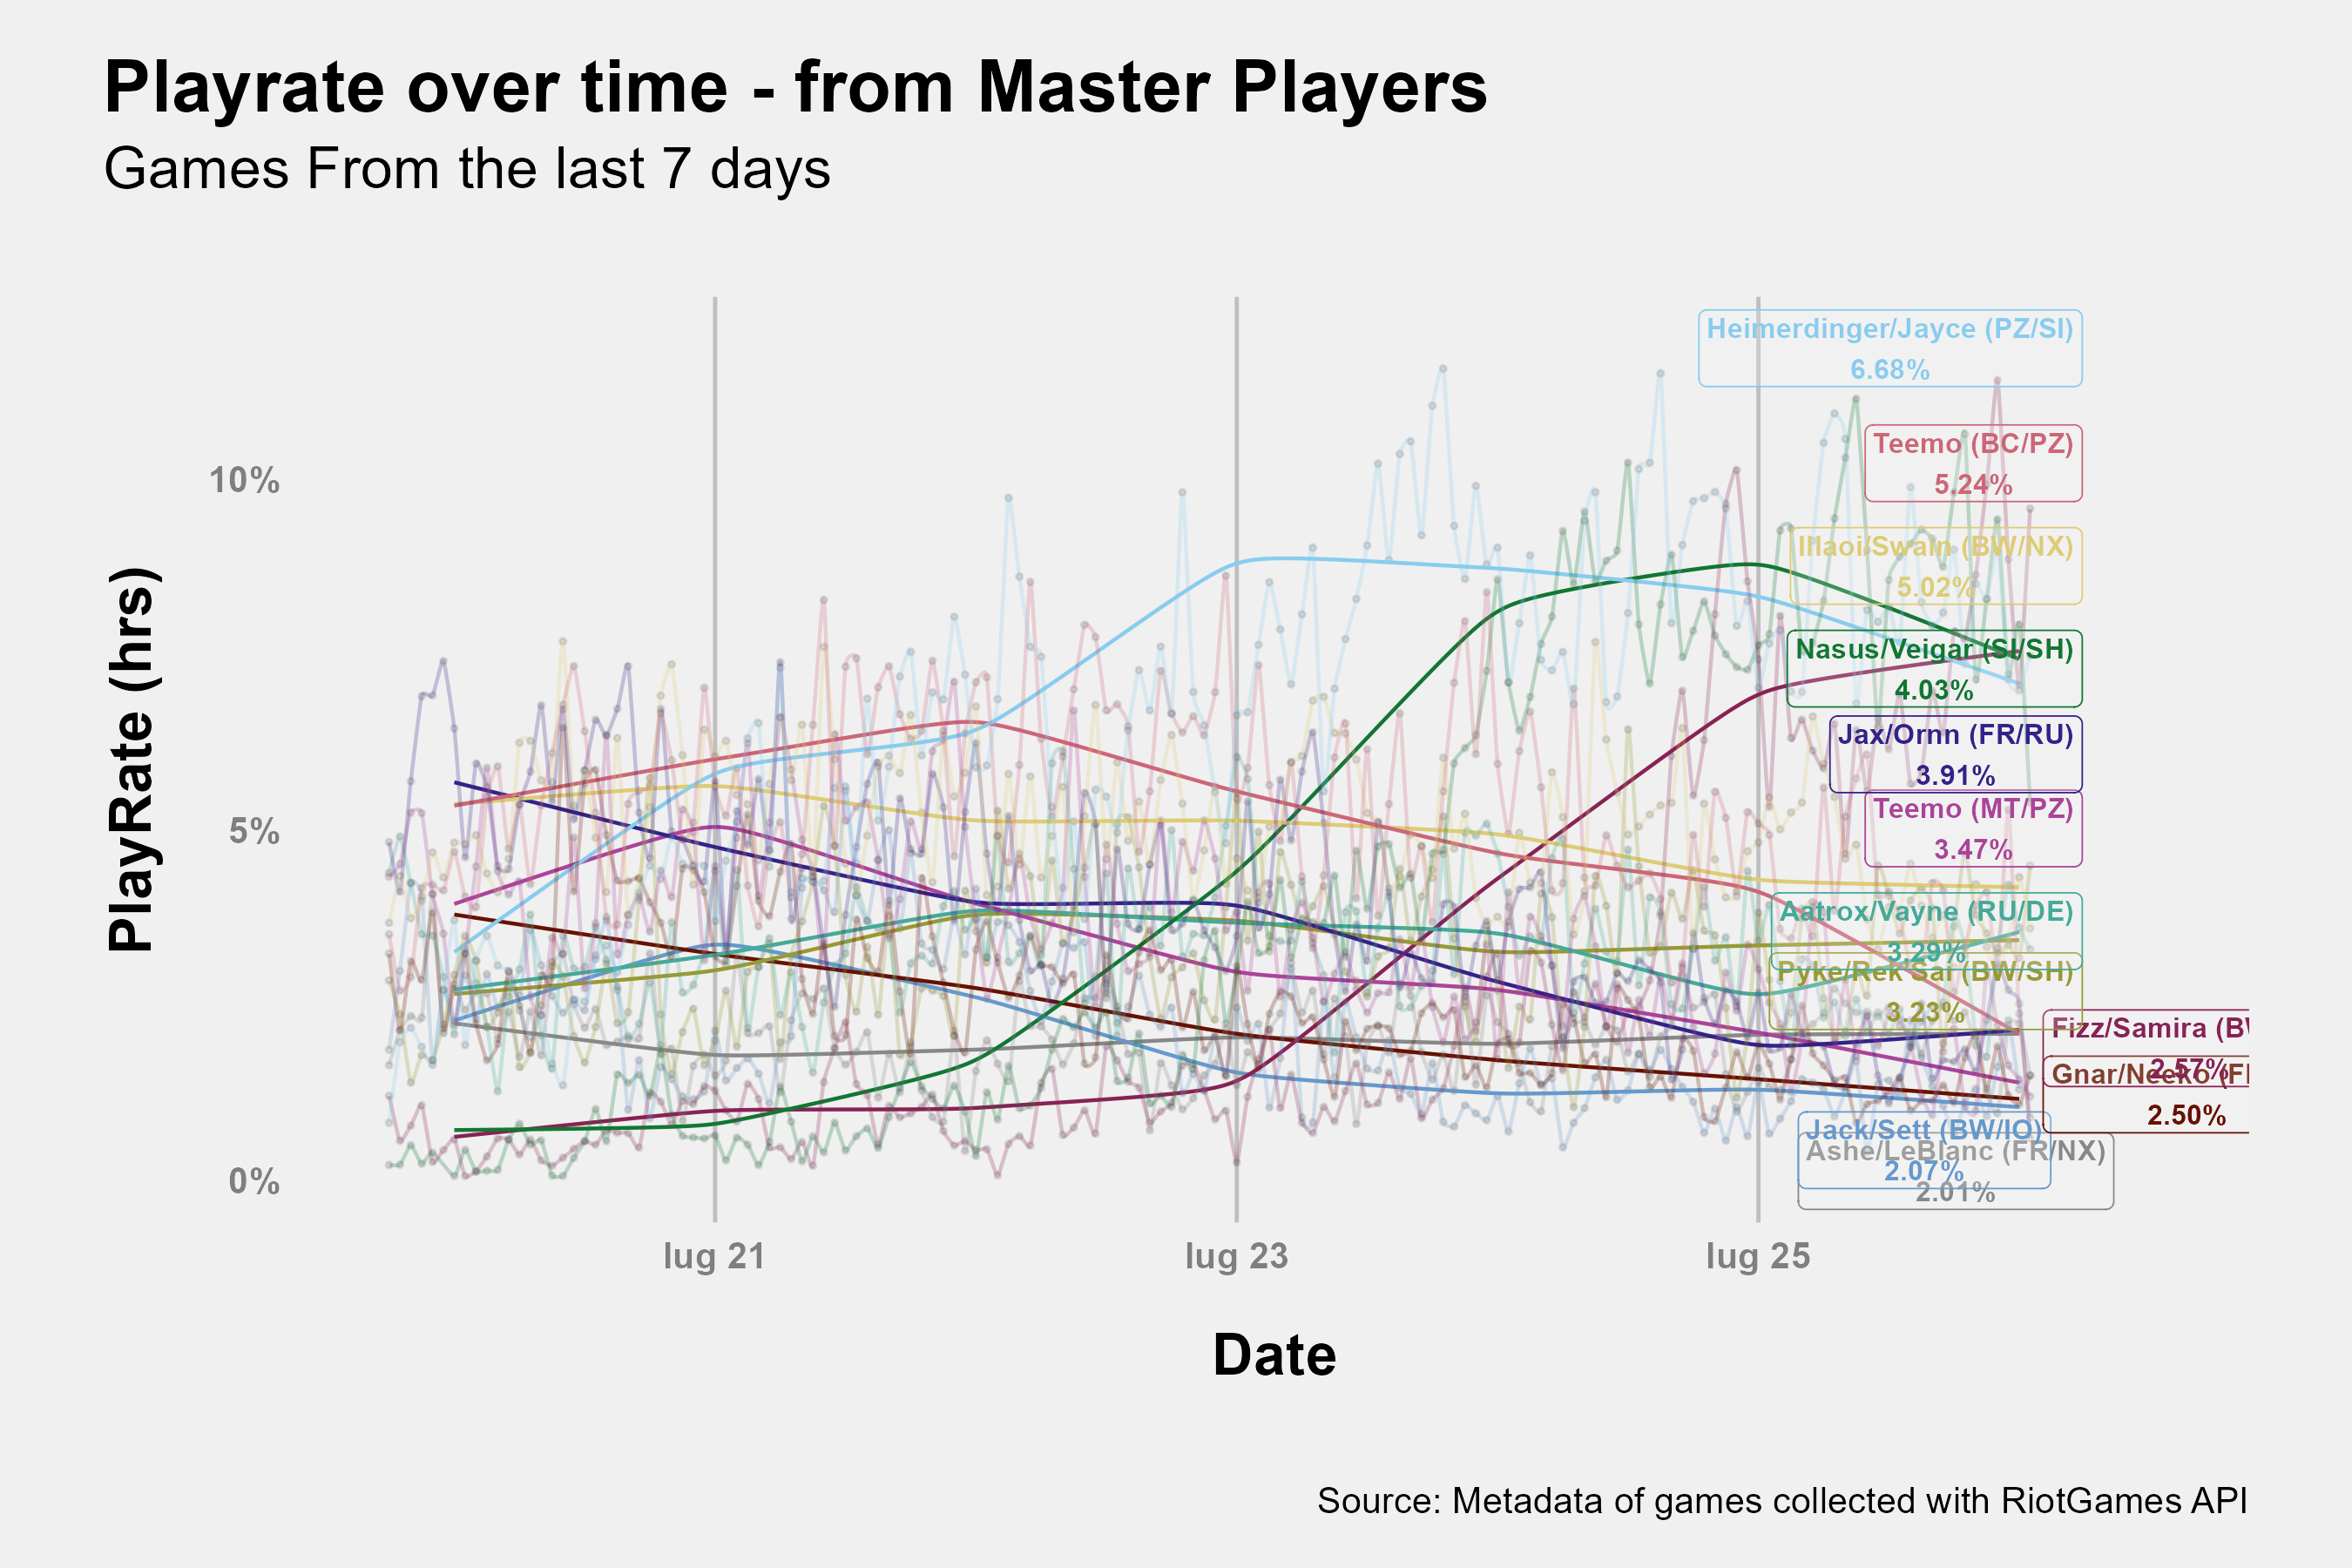 Playrate over time - from Master Players
Games From the last 7 days
PlayRate (hrs)
10%
5%
0%
Heimerdinger/Jayce (PZ/SI)
6.68%
Teemo (BC/PZ)
5.24%
Illaoi/Swain (BW/NX)
5.02%
Nasus/Veigar (SI/SH)
4.03%
Jax/Ornn (FR/RU)
3.91%
Teemo (MT/PZ)
3.47%
Aatrox/Vayne (RU/DE)
3.29%
Pyke/Rek'Sai (BW/SH)
3.23%
Fizz/Samira (BW
2.57%
Gnar/Neeko (FR
2.50%
Jack/Sett (BW/IO)
2.07%
Ashe/LeBlanc (FR/NX)
2.01%
lug 21
lug 23
lug 25
Date
Source: Metadata of games collected with RiotGames API